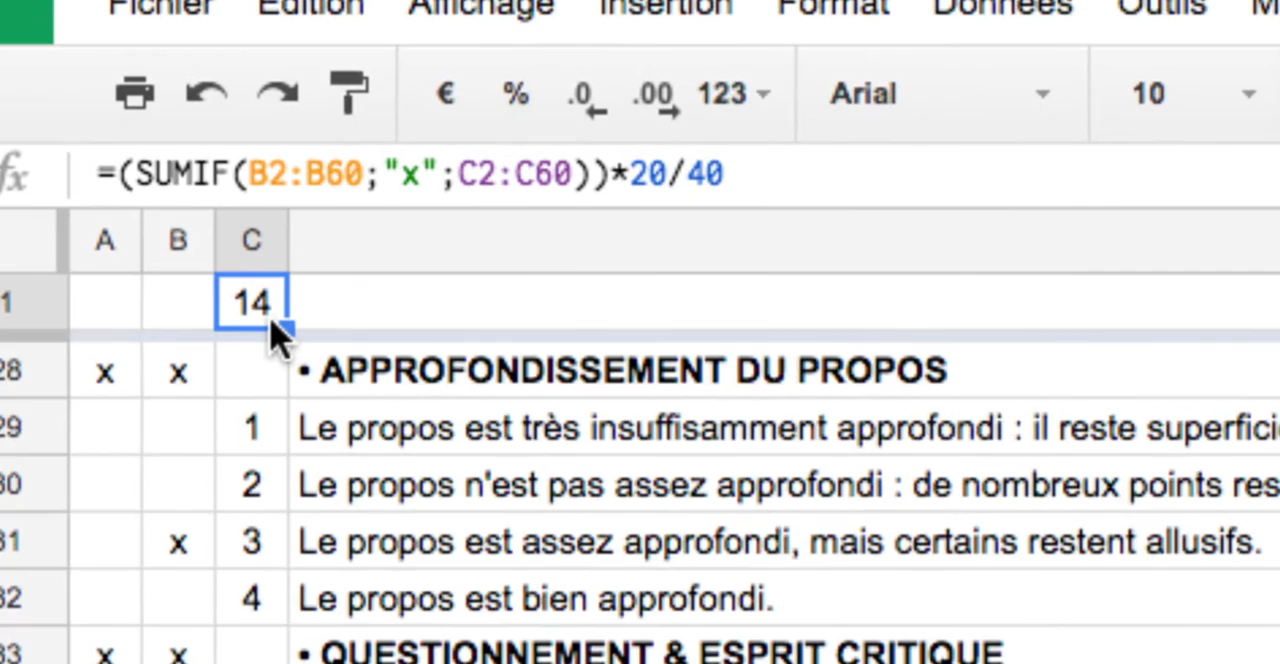 Fichier Édition Affichage Insertion Format Données Outils
€ % .0 .00 123 Arial 10
fx =(SUMIF(B2:B60;"x";C2:C60))*20/40
A B C
1 14
28 x x • APPROFONDISSEMENT DU PROPOS
29 1 Le propos est très insuffisamment approfondi : il reste superfici
30 2 Le propos n'est pas assez approfondi : de nombreux points res
31 x 3 Le propos est assez approfondi, mais certains restent allusifs.
32 4 Le propos est bien approfondi.
33 x x • QUESTIONNEMENT & ESPRIT CRITIQUE